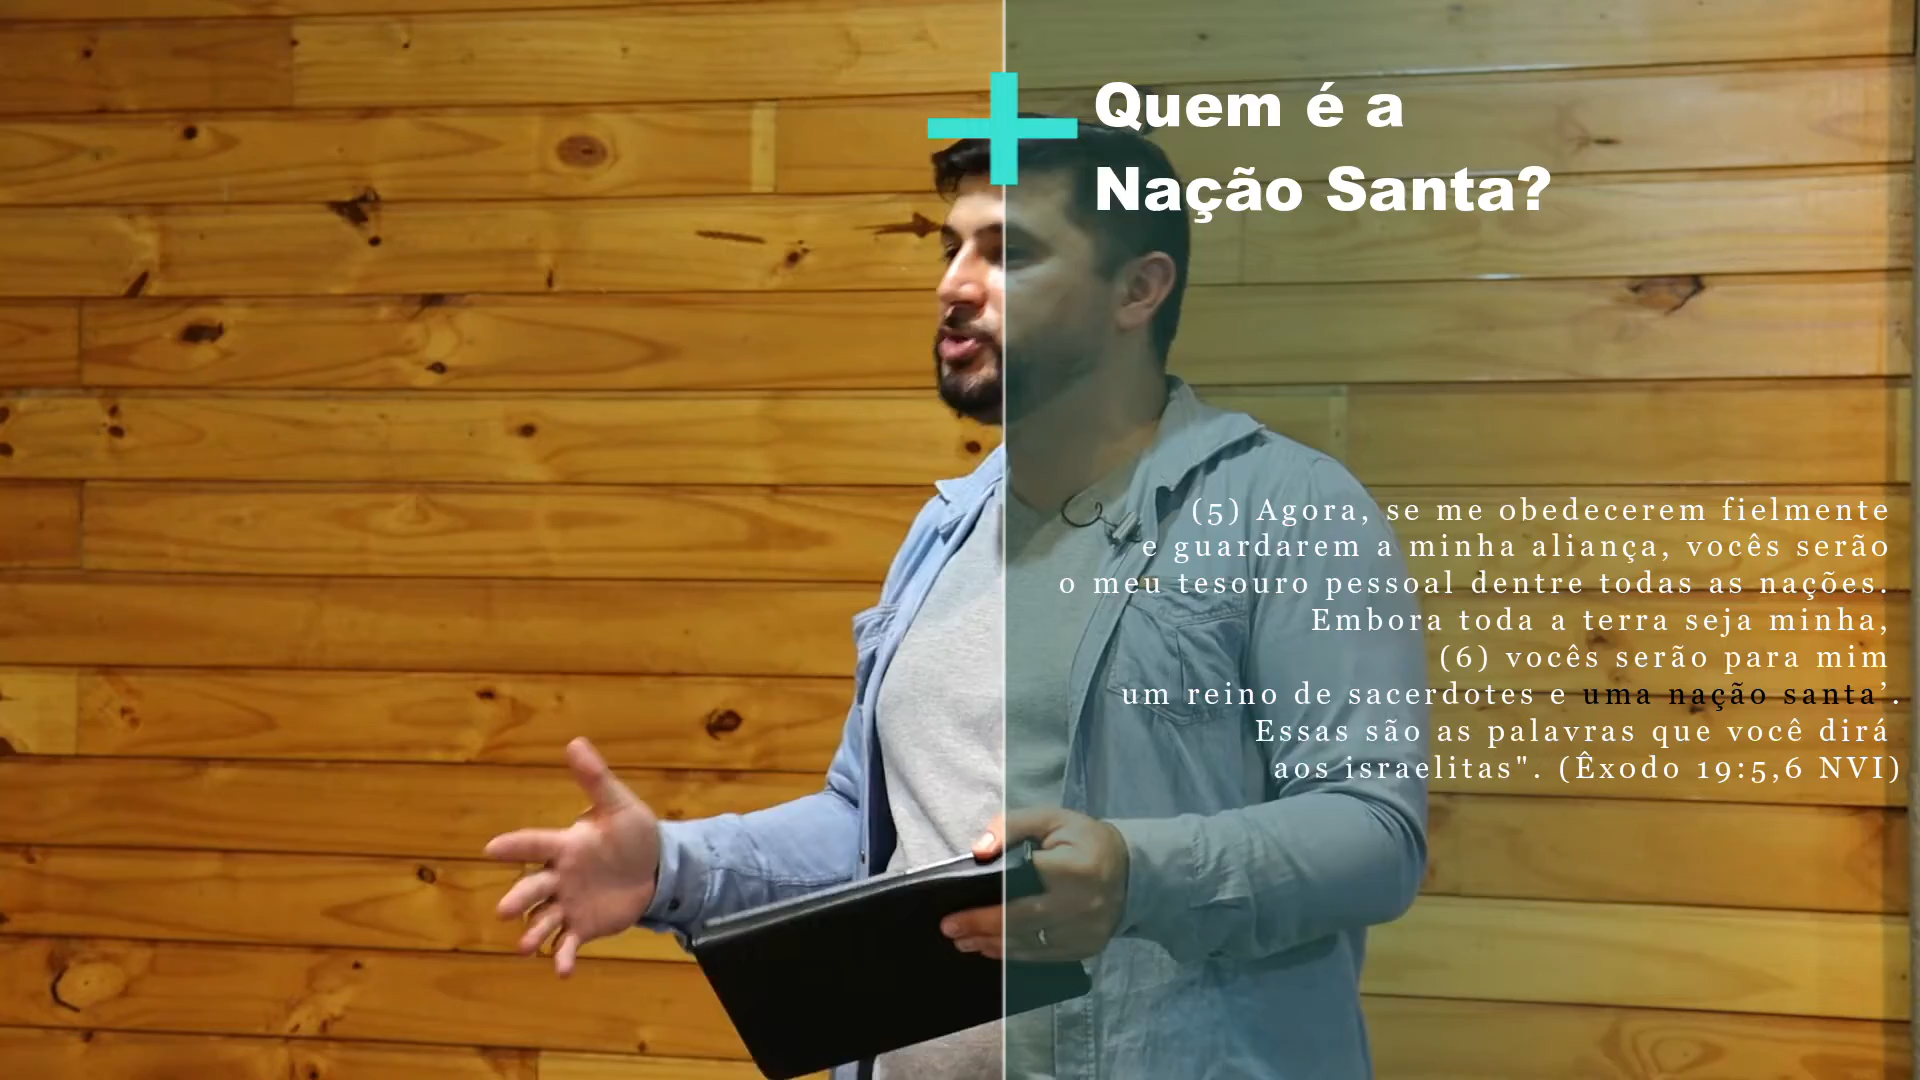 Quem é a
Nação Santa?
(5) Agora, se me obedecerem fielmente
e guardarem a minha aliança, vocês serão
o meu tesouro pessoal dentre todas as nações.
Embora toda a terra seja minha,
(6) vocês serão para mim
um reino de sacerdotes e uma nação santa’.
Essas são as palavras que você dirá
aos israelitas". (Êxodo 19:5,6 NVI)